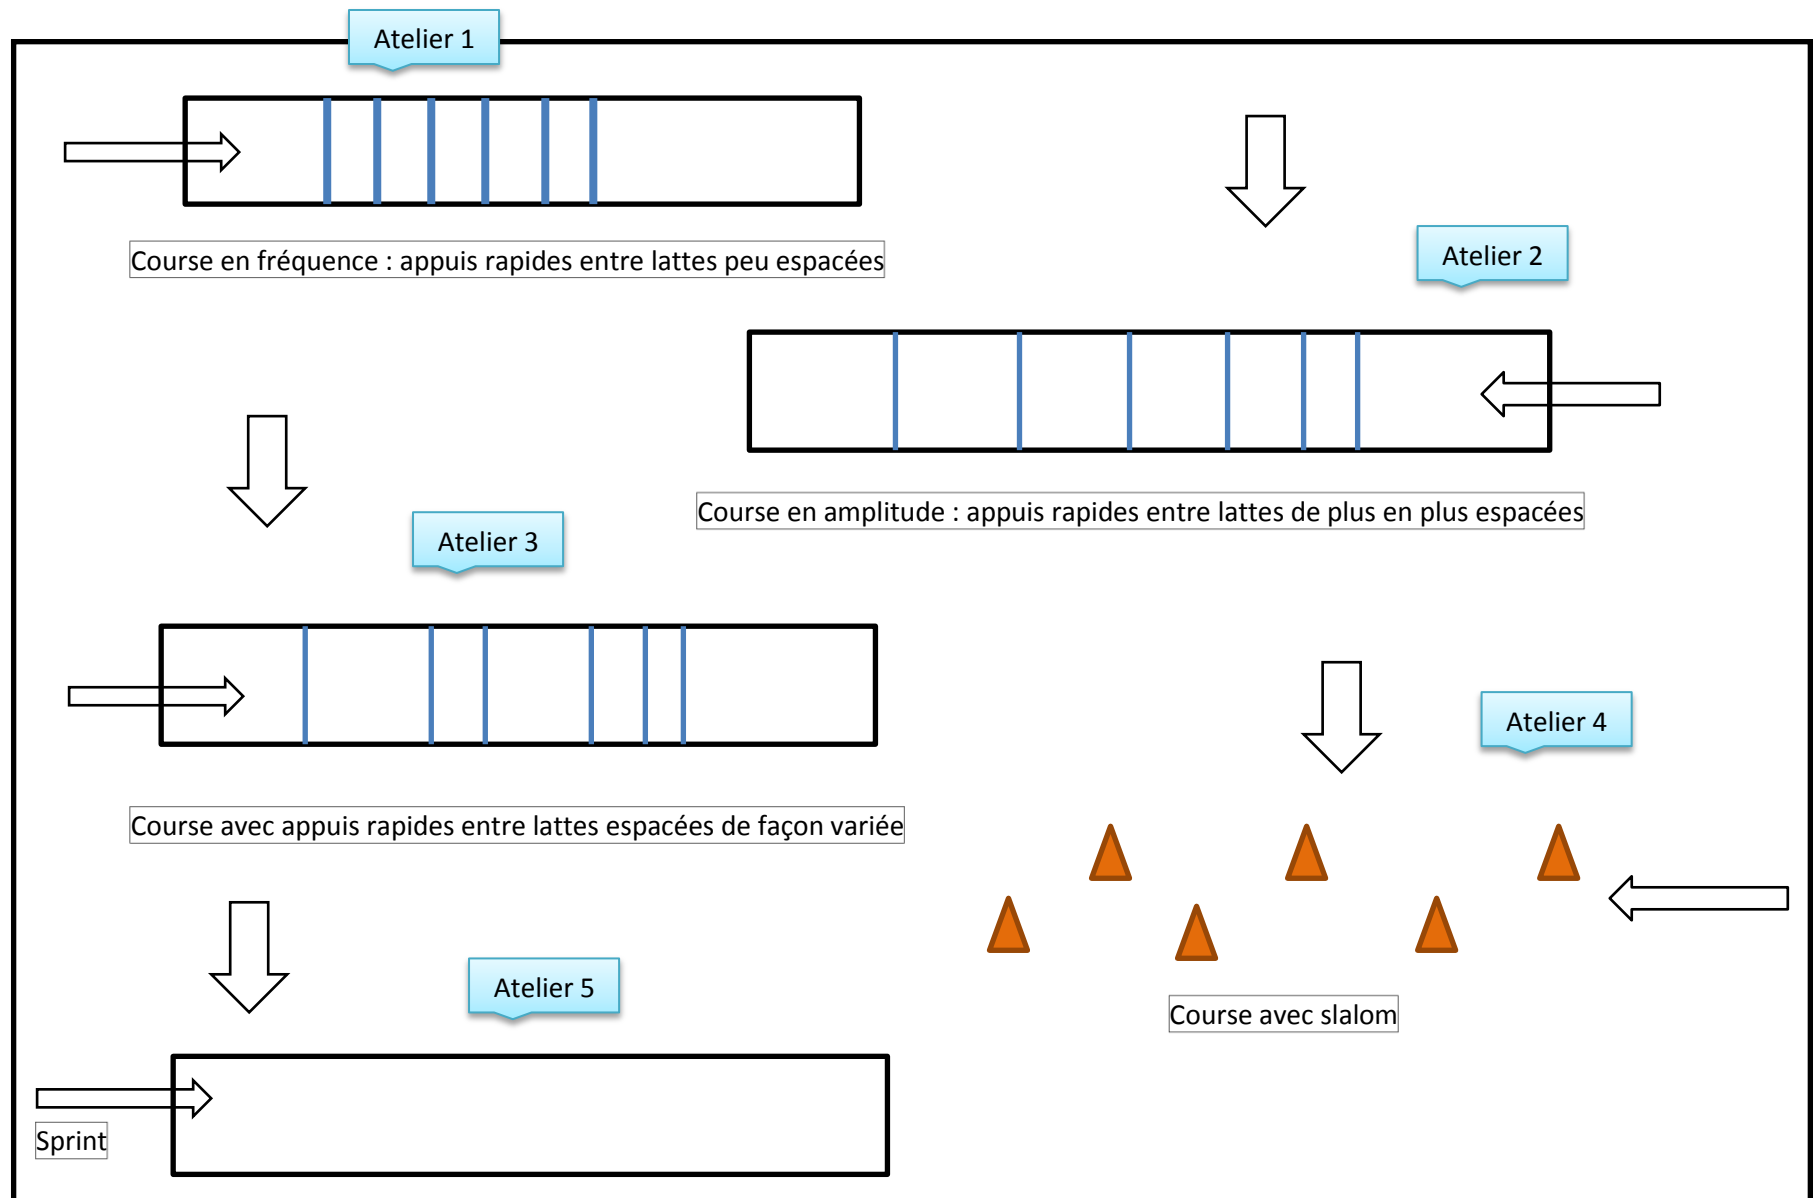 Atelier 1
Course en fréquence : appuis rapides entre lattes peu espacées
Atelier 2
Course en amplitude : appuis rapides entre lattes de plus en plus espacées
Atelier 3
Course avec appuis rapides entre lattes espacées de façon variée
Atelier 4
Course avec slalom
Atelier 5
Sprint